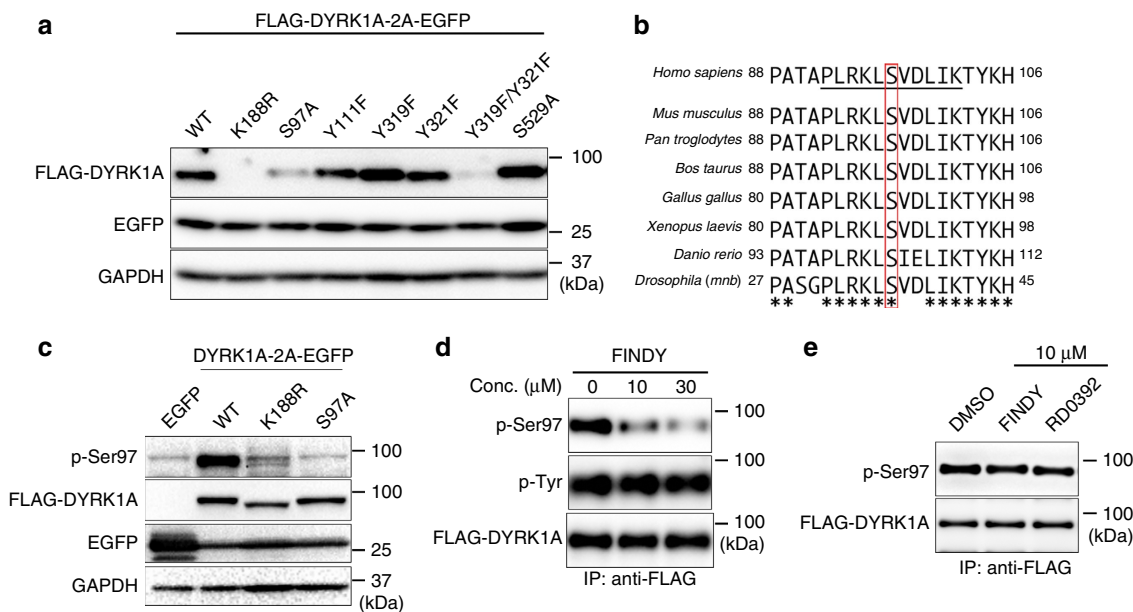 a
FLAG-DYRK1A-2A-EGFP
WT K188R S97A Y111F Y319F Y321F Y319F/Y321F S529A
FLAG-DYRK1A
100
EGFP
25
GAPDH
37
(kDa)
b
Homo sapiens 88 PATAPLRKLSVDLIKTYKH 106
Mus musculus 88 PATAPLRKLSVDLIKTYKH 106
Pan troglodytes 88 PATAPLRKLSVDLIKTYKH 106
Bos taurus 88 PATAPLRKLSVDLIKTYKH 106
Gallus gallus 80 PATAPLRKLSVDLIKTYKH 98
Xenopus laevis 80 PATAPLRKLSVDLIKTYKH 98
Danio rerio 93 PATAPLRKLSIELIKTYKH 112
Drosophila (mnb) 27 PASGPLRKLSVDLIKTYKH 45
** ****** *******
c
DYRK1A-2A-EGFP
EGFP WT K188R S97A
p-Ser97
100
FLAG-DYRK1A
100
EGFP
25
GAPDH
37
(kDa)
d
FINDY
Conc. (μM) 0 10 30
p-Ser97
100
p-Tyr
100
FLAG-DYRK1A
100
(kDa)
IP: anti-FLAG
e
10 μM
DMSO FINDY RD0392
p-Ser97
100
FLAG-DYRK1A
100
(kDa)
IP: anti-FLAG